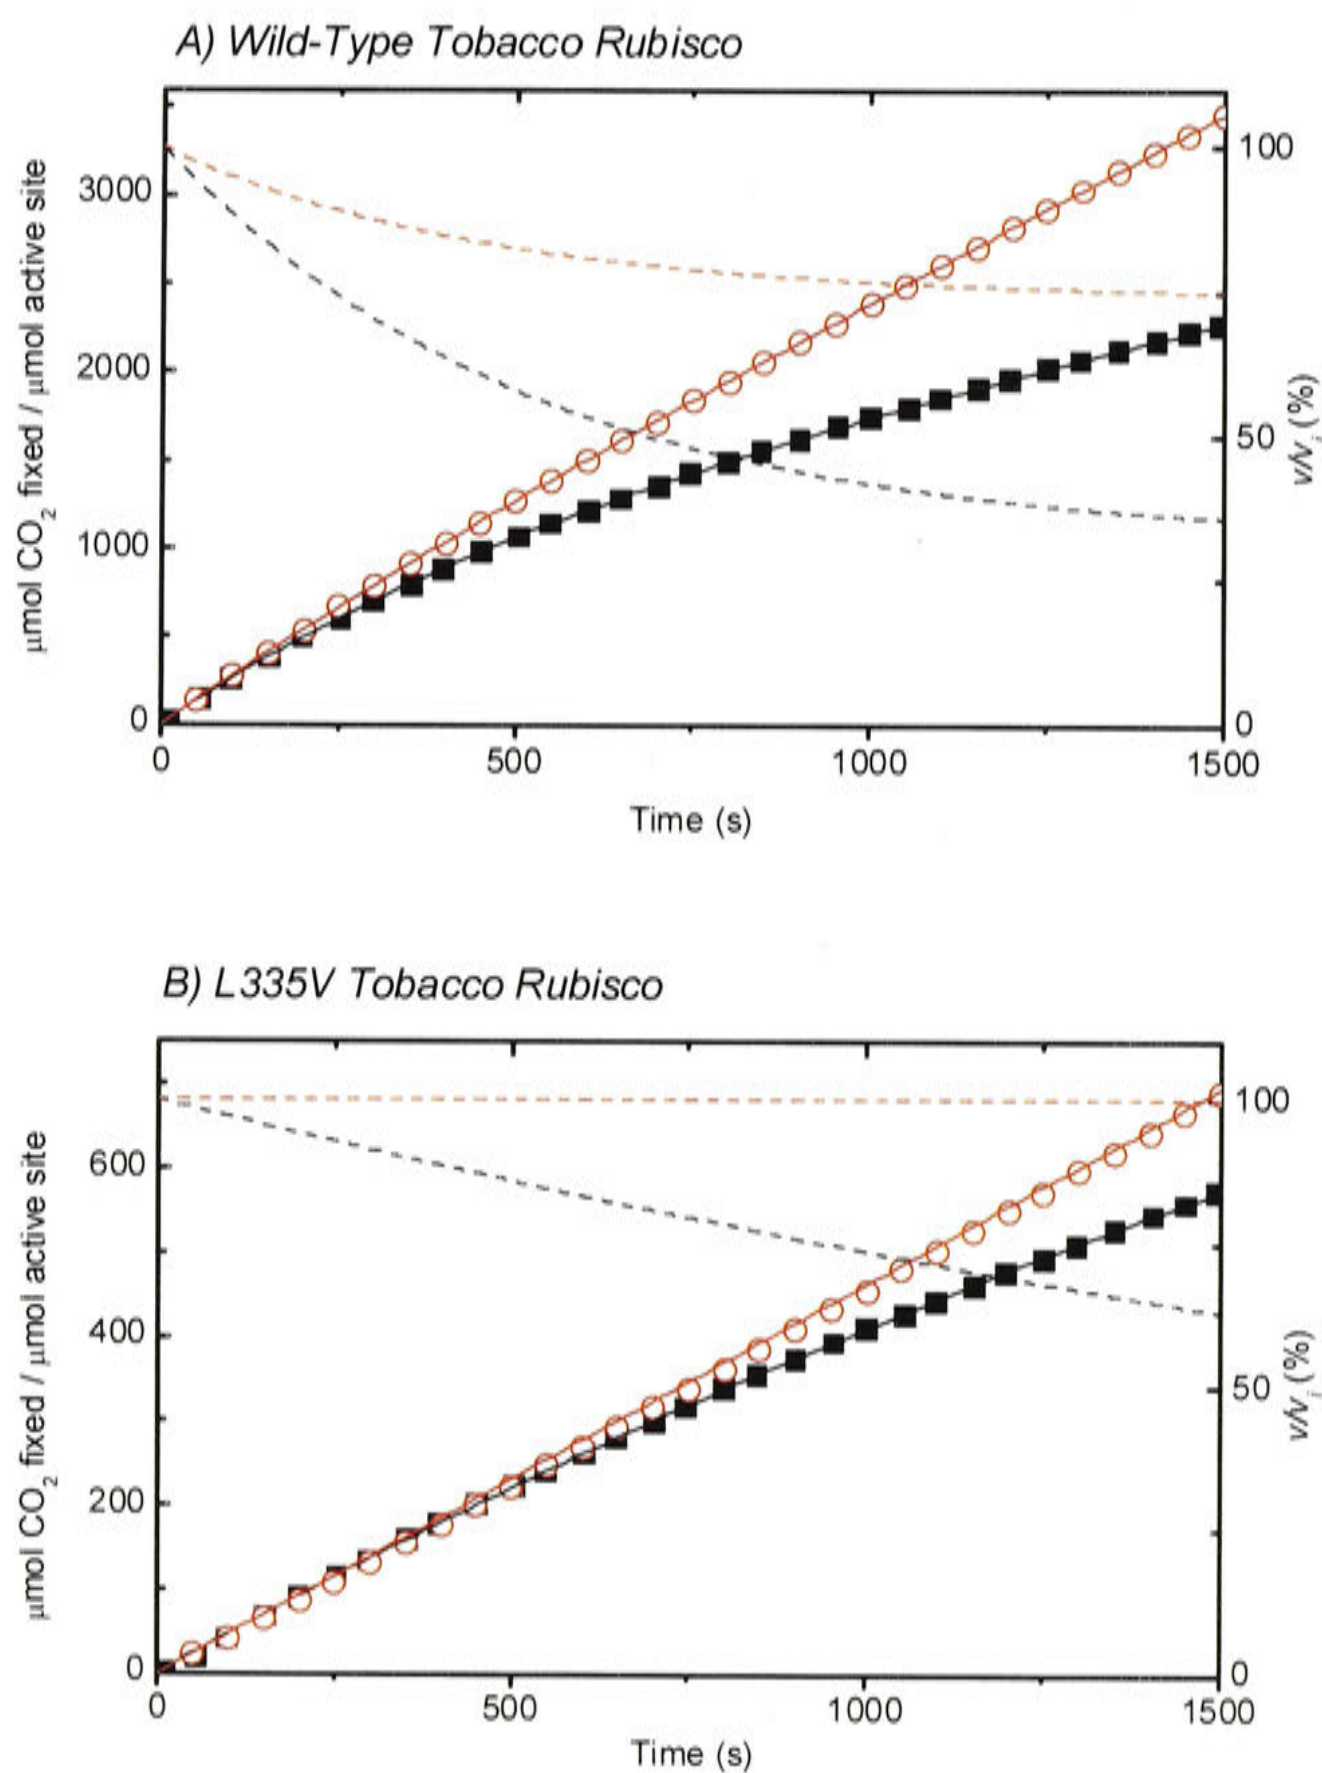 A) Wild-Type Tobacco Rubisco
μmol CO₂ fixed / μmol active site
3000
2000
1000
0
100
50
0
v/vᵢ (%)
0 500 1000 1500
Time (s)
B) L335V Tobacco Rubisco
μmol CO₂ fixed / μmol active site
600
400
200
0
100
50
0
v/vᵢ (%)
0 500 1000 1500
Time (s)